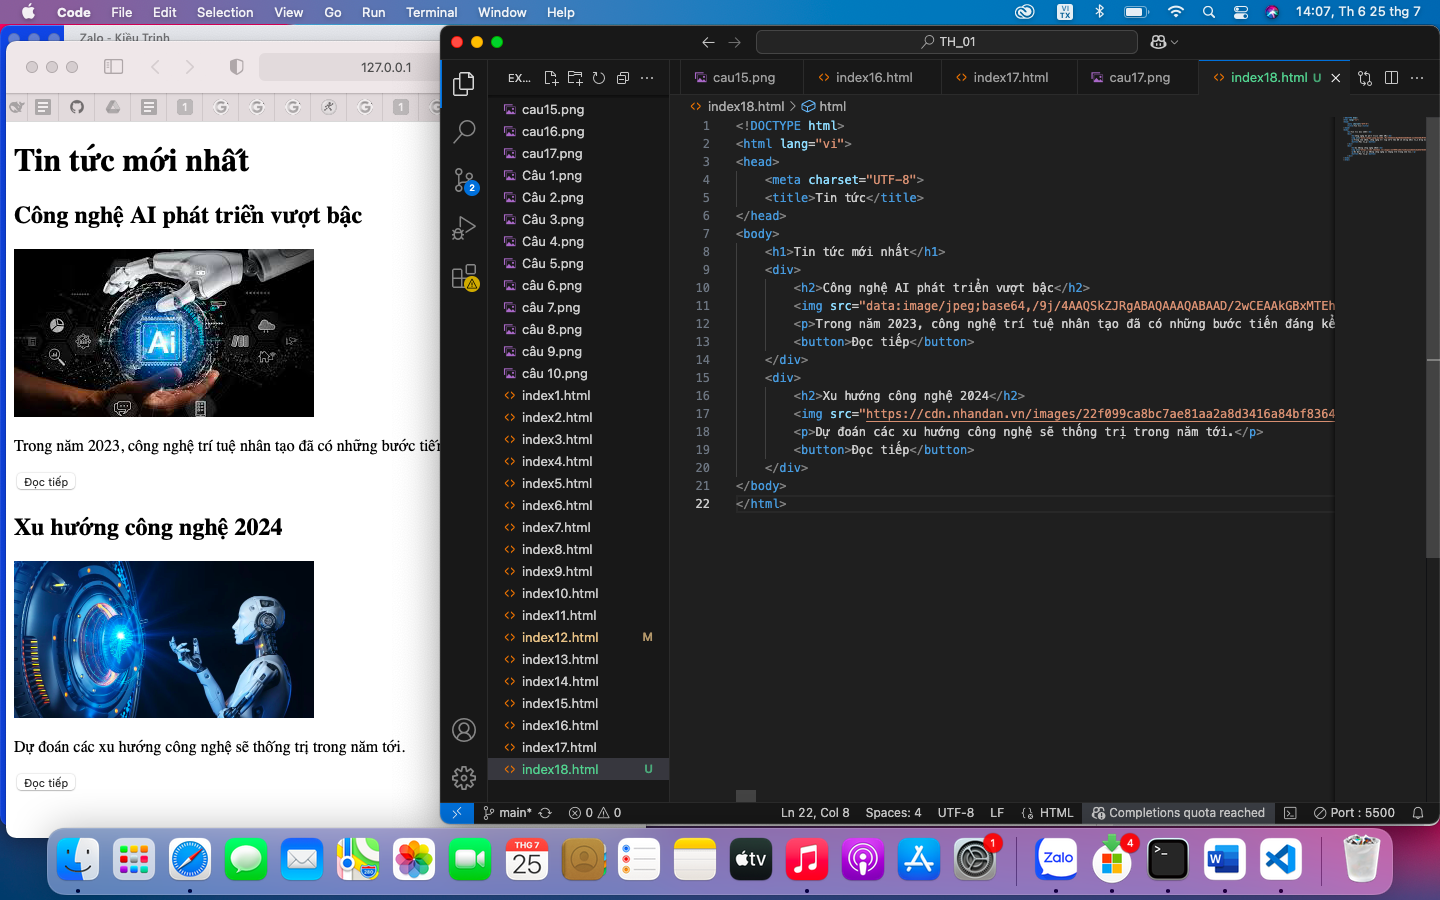 Code File Edit Selection View Go Run Terminal Window Help
VI TX
14:07, Th 6 25 thg 7
Zalo - Kiều Trinh
127.0.0.1
1
1
Tin tức mới nhất
Công nghệ AI phát triển vượt bậc
Ai
Trong năm 2023, công nghệ trí tuệ nhân tạo đã có những bước tiến
Đọc tiếp
Xu hướng công nghệ 2024
Dự đoán các xu hướng công nghệ sẽ thống trị trong năm tới.
Đọc tiếp
TH_01
EX...
cau15.png
index16.html
index17.html
cau17.png
index18.html U
2
cau15.png
cau16.png
cau17.png
Câu 1.png
Câu 2.png
Câu 3.png
Câu 4.png
Câu 5.png
câu 6.png
câu 7.png
câu 8.png
câu 9.png
câu 10.png
index1.html
index2.html
index3.html
index4.html
index5.html
index6.html
index7.html
index8.html
index9.html
index10.html
index11.html
index12.html M
index13.html
index14.html
index15.html
index16.html
index17.html
index18.html U
index18.html > html
1 <!DOCTYPE html>
2 <html lang="vi">
3 <head>
4 <meta charset="UTF-8">
5 <title>Tin tức</title>
6 </head>
7 <body>
8 <h1>Tin tức mới nhất</h1>
9 <div>
10 <h2>Công nghệ AI phát triển vượt bậc</h2>
11 <img src="data:image/jpeg;base64,/9j/4AAQSkZJRgABAQAAAQABAAD/2wCEAAkGBxMTEh
12 <p>Trong năm 2023, công nghệ trí tuệ nhân tạo đã có những bước tiến đáng kể
13 <button>Đọc tiếp</button>
14 </div>
15 <div>
16 <h2>Xu hướng công nghệ 2024</h2>
17 <img src="https://cdn.nhandan.vn/images/22f099ca8bc7ae81aa2a8d3416a84bf8364
18 <p>Dự đoán các xu hướng công nghệ sẽ thống trị trong năm tới.</p>
19 <button>Đọc tiếp</button>
20 </div>
21 </body>
22 </html>
main* 0 0
Ln 22, Col 8 Spaces: 4 UTF-8 LF HTML Completions quota reached Port : 5500
THG 7
25
280
tv
1
Zalo
4
>_
W